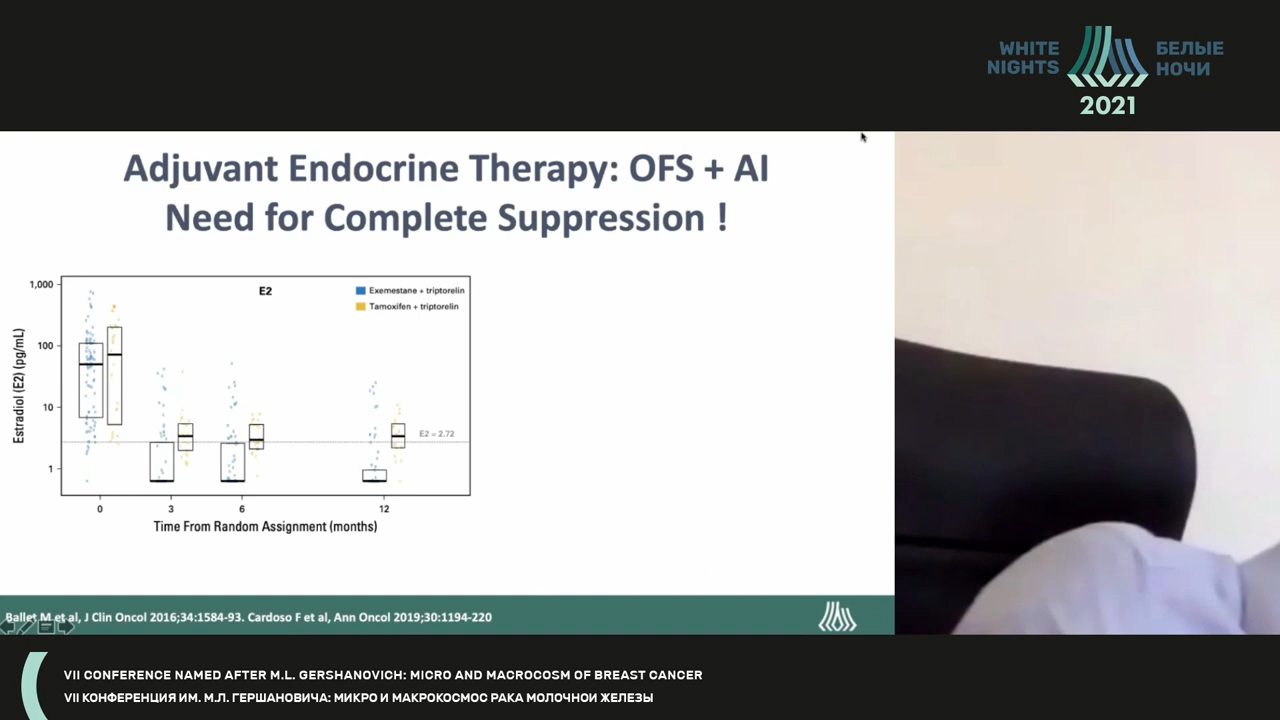 WHITE NIGHTS
БЕЛЫЕ НОЧИ
2021
Adjuvant Endocrine Therapy: OFS + AI
Need for Complete Suppression !
E2
Exemestane + triptorelin
Tamoxifen + triptorelin
Estradiol (E2) (pg/mL)
1,000
100
10
1
E2 = 2.72
0 3 6 12
Time From Random Assignment (months)
Ballet M et al, J Clin Oncol 2016;34:1584-93. Cardoso F et al, Ann Oncol 2019;30:1194-220
VII CONFERENCE NAMED AFTER M.L. GERSHANOVICH: MICRO AND MACROCOSM OF BREAST CANCER
VII КОНФЕРЕНЦИЯ ИМ. М.Л. ГЕРШАНОВИЧА: МИКРО И МАКРОКОСМОС РАКА МОЛОЧНОЙ ЖЕЛЕЗЫ